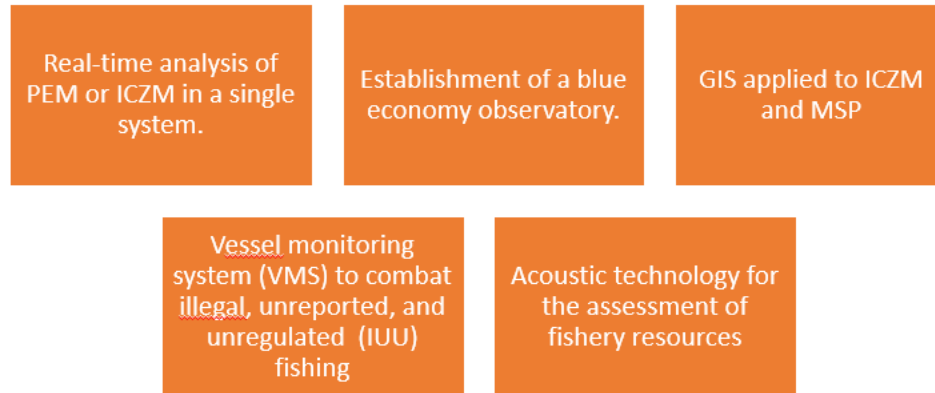 Real-time analysis of
PEM or ICZM in a single
system.
Establishment of a blue
economy observatory.
GIS applied to ICZM
and MSP
Vessel monitoring
system (VMS) to combat
illegal, unreported, and
unregulated  (IUU)
fishing
Acoustic technology for
the assessment of
fishery resources